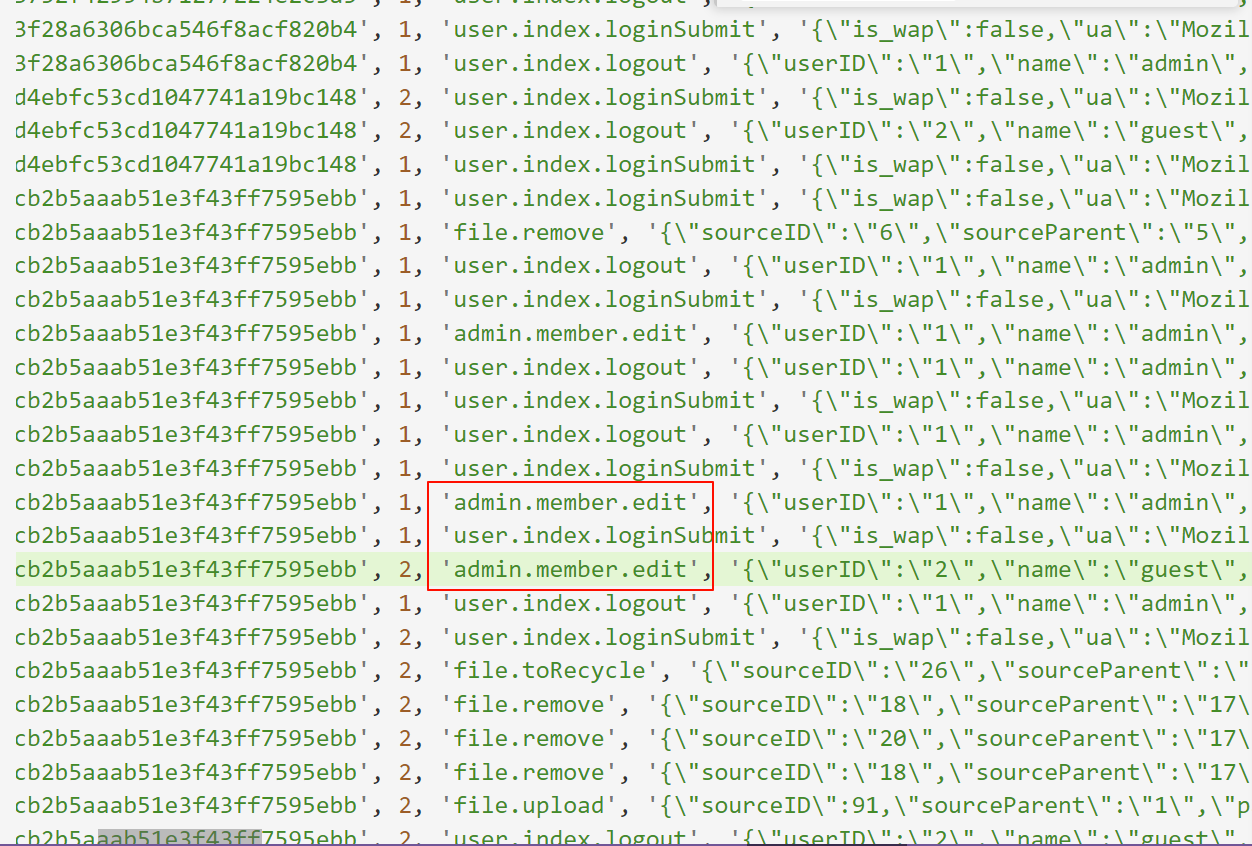 3f28a6306bca546f8acf820b4', 1, 'user.index.loginSubmit', '{\"is_wap\":false,\"ua\":\"Mozil
3f28a6306bca546f8acf820b4', 1, 'user.index.logout', '{\"userID\":\"1\",\"name\":\"admin\",
d4ebfc53cd1047741a19bc148', 2, 'user.index.loginSubmit', '{\"is_wap\":false,\"ua\":\"Mozil
d4ebfc53cd1047741a19bc148', 2, 'user.index.logout', '{\"userID\":\"2\",\"name\":\"guest\",
d4ebfc53cd1047741a19bc148', 1, 'user.index.loginSubmit', '{\"is_wap\":false,\"ua\":\"Mozil
cb2b5aaab51e3f43ff7595ebb', 1, 'user.index.loginSubmit', '{\"is_wap\":false,\"ua\":\"Mozil
cb2b5aaab51e3f43ff7595ebb', 1, 'file.remove', '{\"sourceID\":\"6\",\"sourceParent\":\"5\",
cb2b5aaab51e3f43ff7595ebb', 1, 'user.index.logout', '{\"userID\":\"1\",\"name\":\"admin\",
cb2b5aaab51e3f43ff7595ebb', 1, 'user.index.loginSubmit', '{\"is_wap\":false,\"ua\":\"Mozil
cb2b5aaab51e3f43ff7595ebb', 1, 'admin.member.edit', '{\"userID\":\"1\",\"name\":\"admin\",
cb2b5aaab51e3f43ff7595ebb', 1, 'user.index.logout', '{\"userID\":\"1\",\"name\":\"admin\",
cb2b5aaab51e3f43ff7595ebb', 1, 'user.index.loginSubmit', '{\"is_wap\":false,\"ua\":\"Mozil
cb2b5aaab51e3f43ff7595ebb', 1, 'user.index.logout', '{\"userID\":\"1\",\"name\":\"admin\",
cb2b5aaab51e3f43ff7595ebb', 1, 'user.index.loginSubmit', '{\"is_wap\":false,\"ua\":\"Mozil
cb2b5aaab51e3f43ff7595ebb', 1, 'admin.member.edit', '{\"userID\":\"1\",\"name\":\"admin\",
cb2b5aaab51e3f43ff7595ebb', 1, 'user.index.loginSubmit', '{\"is_wap\":false,\"ua\":\"Mozil
cb2b5aaab51e3f43ff7595ebb', 2, 'admin.member.edit', '{\"userID\":\"2\",\"name\":\"guest\",
cb2b5aaab51e3f43ff7595ebb', 1, 'user.index.logout', '{\"userID\":\"1\",\"name\":\"admin\",
cb2b5aaab51e3f43ff7595ebb', 2, 'user.index.loginSubmit', '{\"is_wap\":false,\"ua\":\"Mozil
cb2b5aaab51e3f43ff7595ebb', 2, 'file.toRecycle', '{\"sourceID\":\"26\",\"sourceParent\":\"
cb2b5aaab51e3f43ff7595ebb', 2, 'file.remove', '{\"sourceID\":\"18\",\"sourceParent\":\"17\
cb2b5aaab51e3f43ff7595ebb', 2, 'file.remove', '{\"sourceID\":\"20\",\"sourceParent\":\"17\
cb2b5aaab51e3f43ff7595ebb', 2, 'file.remove', '{\"sourceID\":\"18\",\"sourceParent\":\"17\
cb2b5aaab51e3f43ff7595ebb', 2, 'file.upload', '{\"sourceID\":91,\"sourceParent\":\"1\",\"p
cb2b5aaab51e3f43ff7595ebb', 2, 'user.index.logout', '{\"userID\":\"2\",\"name\":\"guest\",